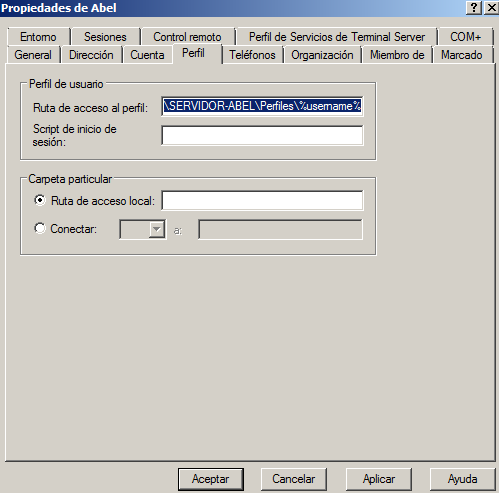 Propiedades de Abel
Entorno Sesiones Control remoto Perfil de Servicios de Terminal Server COM+
General Dirección Cuenta Perfil Teléfonos Organización Miembro de Marcado
Perfil de usuario
Ruta de acceso al perfil: \SERVIDOR-ABEL\Perfiles\%username%
Script de inicio de
sesión:
Carpeta particular
Ruta de acceso local:
Conectar: a:
Aceptar Cancelar Aplicar Ayuda